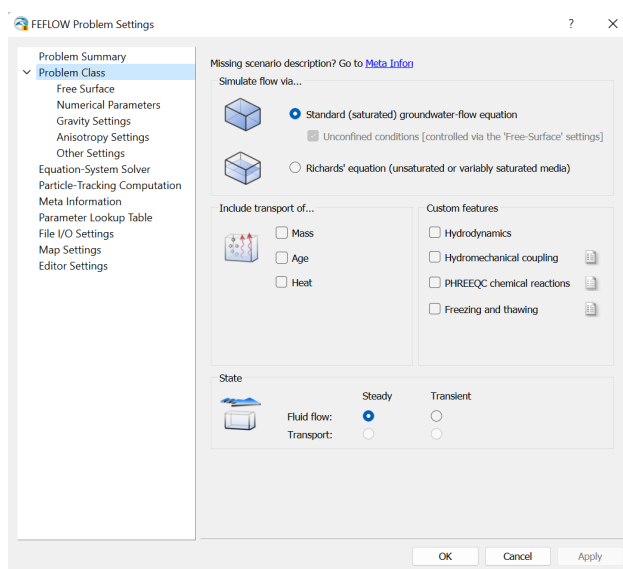 FEFLOW Problem Settings
?
Problem Summary
Problem Class
Free Surface
Numerical Parameters
Gravity Settings
Anisotropy Settings
Other Settings
Equation-System Solver
Particle-Tracking Computation
Meta Information
Parameter Lookup Table
File I/O Settings
Map Settings
Editor Settings
Missing scenario description? Go to Meta Inforr
Simulate flow via...
Standard (saturated) groundwater-flow equation
Unconfined conditions [controlled via the 'Free-Surface' settings]
Richards' equation (unsaturated or variably saturated media)
Include transport of...
Mass
Age
Heat
Custom features
Hydrodynamics
Hydromechanical coupling
PHREEQC chemical reactions
Freezing and thawing
State
Steady Transient
Fluid flow:
Transport:
OK Cancel Apply